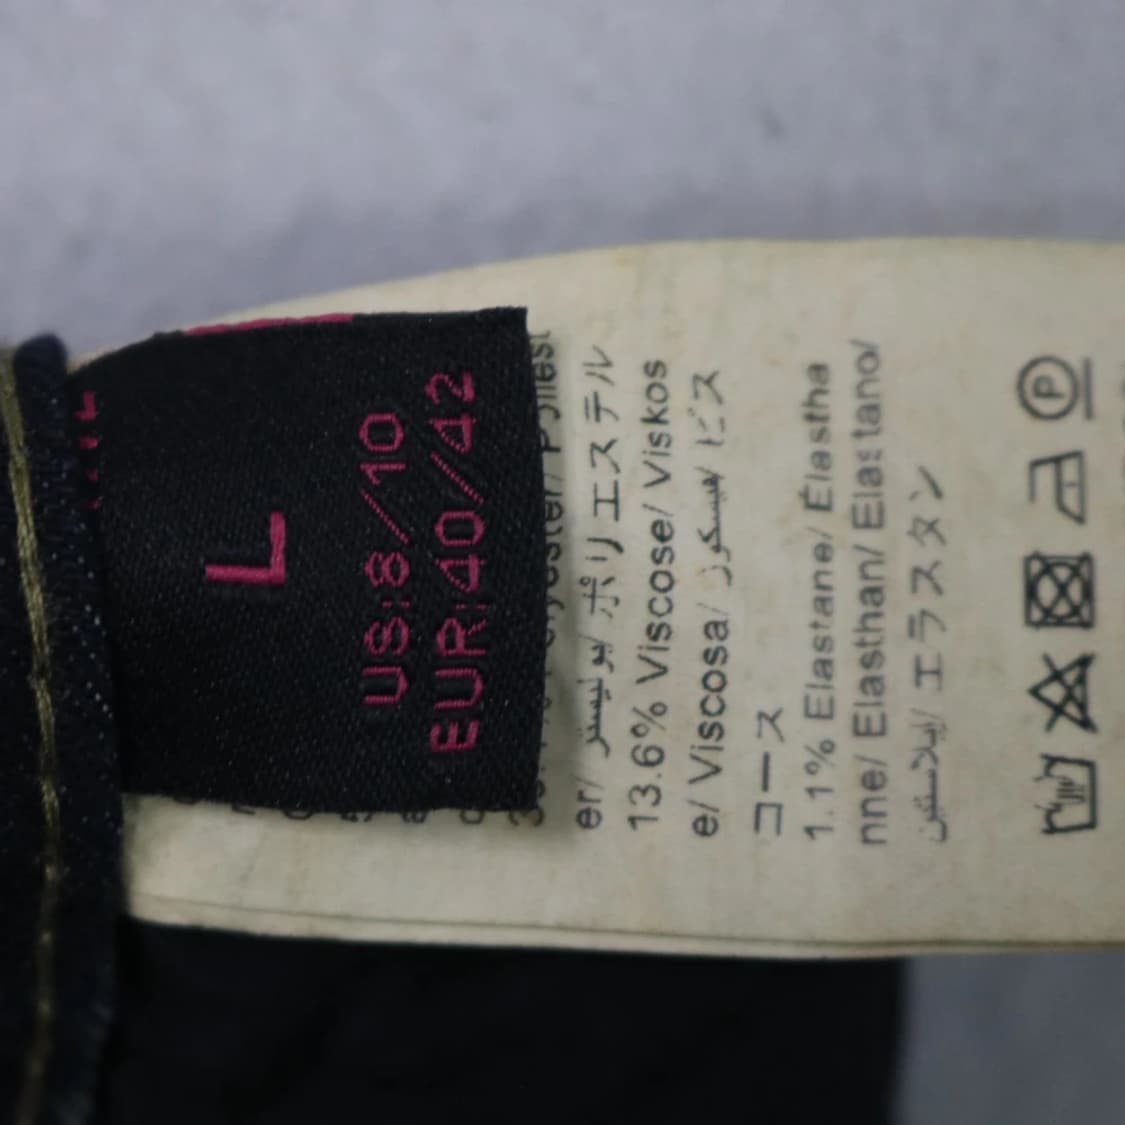 L
US:8/10
EUR:40/42
er/ بوليستر/ ポリエステル
13.6% Viscose/ Viskos
e/ Viscosa/ فيسكوز/ ビス
コース
1.1% Elastane/ Élastha
nne/ Elasthan/ Elastano/
エラスタン
P